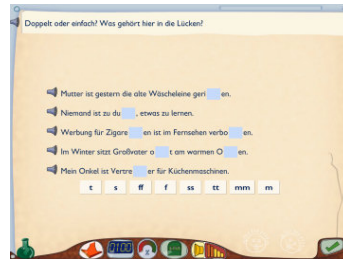 Doppelt oder einfach? Was gehört hier in die Lücken?
Mutter ist gestern die alte Wäscheleine geri en.
Niemand ist zu du , etwas zu lernen.
Werbung für Zigare en ist im Fernsehen verbo en.
Im Winter sitzt Großvater o t am warmen O en.
Mein Onkel ist Vertre er für Küchenmaschinen.
t s ff f ss tt mm m
0100